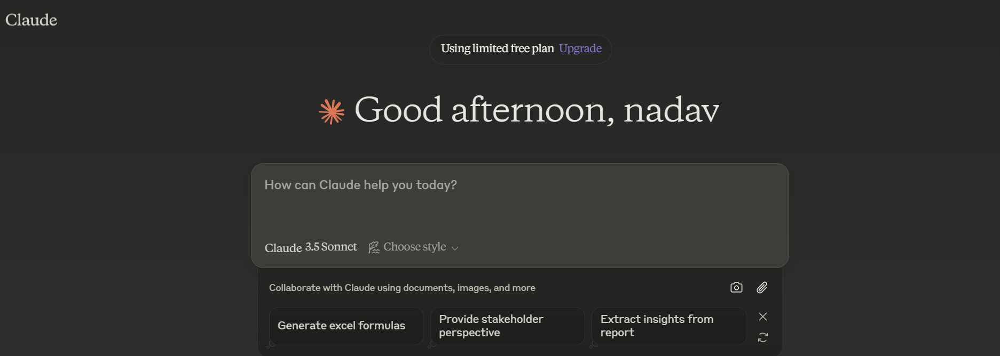 Claude
Using limited free plan Upgrade
Good afternoon, nadav
How can Claude help you today?
Claude 3.5 Sonnet Choose style
Collaborate with Claude using documents, images, and more
Generate excel formulas
Provide stakeholder
perspective
Extract insights from
report